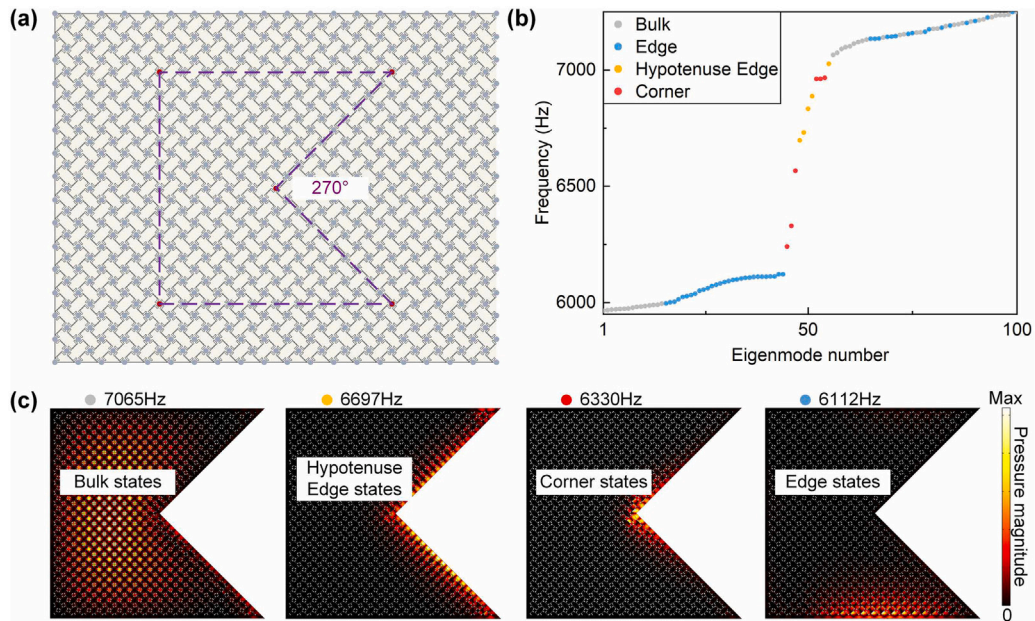 (a)
270°
(b)
Bulk
Edge
Hypotenuse Edge
Corner
7000
6500
6000
Frequency (Hz)
1
50
100
Eigenmode number
(c)
7065Hz
6697Hz
6330Hz
6112Hz
Max
Bulk states
Hypotenuse
Edge states
Corner states
Edge states
Pressure magnitude
0